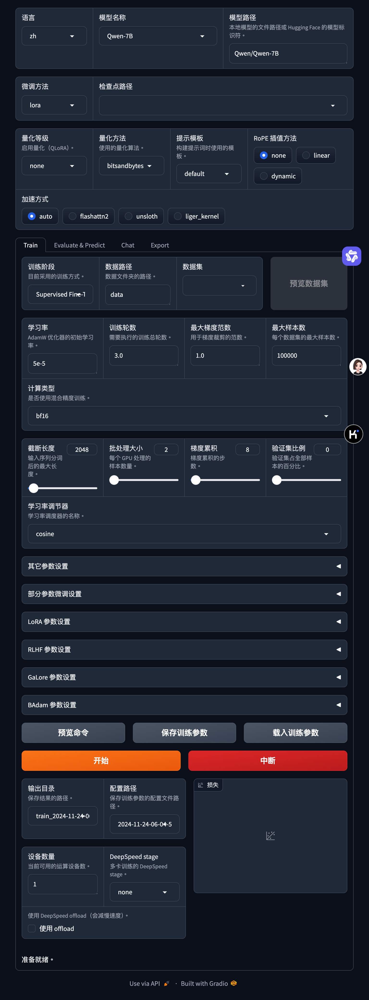 语言
zh
模型名称
Qwen-7B
模型路径
本地模型的文件路径或 Hugging Face 的模型标
识符。
Qwen/Qwen-7B
微调方法
lora
检查点路径
量化等级
启用量化（QLoRA）。
none
量化方法
使用的量化算法。
bitsandbytes
提示模板
构建提示词时使用的模
板。
default
RoPE 插值方法
none
linear
dynamic
加速方式
auto
flashattn2
unsloth
liger_kernel
Train
Evaluate & Predict
Chat
Export
训练阶段
目前采用的训练方式。
Supervised Fine-T
数据路径
数据文件夹的路径。
data
数据集
预览数据集
学习率
AdamW 优化器的初始学习
率。
5e-5
训练轮数
需要执行的训练总轮数。
3.0
最大梯度范数
用于梯度裁剪的范数。
1.0
最大样本数
每个数据集的最大样本数。
100000
计算类型
是否使用混合精度训练。
bf16
截断长度
2048
输入序列分词
后的最大长
度。
批处理大小
2
每个 GPU 处理的
样本数量。
梯度累积
8
梯度累积的步
数。
验证集比例
0
验证集占全部样
本的百分比。
学习率调节器
学习率调度器的名称。
cosine
其它参数设置
部分参数微调设置
LoRA 参数设置
RLHF 参数设置
GaLore 参数设置
BAdam 参数设置
预览命令
保存训练参数
载入训练参数
开始
中断
输出目录
保存结果的路径。
train_2024-11-24-0
配置路径
保存训练参数的配置文件路
径。
2024-11-24-06-04-5
损失
设备数量
当前可用的运算设备数。
1
DeepSpeed stage
多卡训练的 DeepSpeed
stage。
none
使用 DeepSpeed offload（会减慢速度）。
使用 offload
准备就绪。
Use via API · Built with Gradio